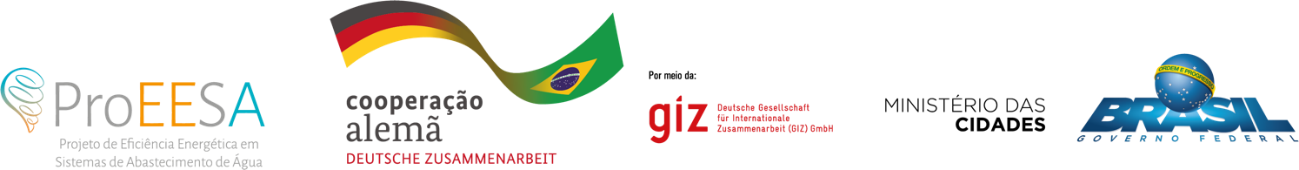 ProEESA
Projeto de Eficiência Energética em
Sistemas de Abastecimento de Água
cooperação
alemã
DEUTSCHE ZUSAMMENARBEIT
Por meio da:
giz
Deutsche Gesellschaft
für Internationale
Zusammenarbeit (GIZ) GmbH
MINISTÉRIO DAS
CIDADES
ORDEM E PROGRESSO
BRASIL
GOVERNO FEDERAL